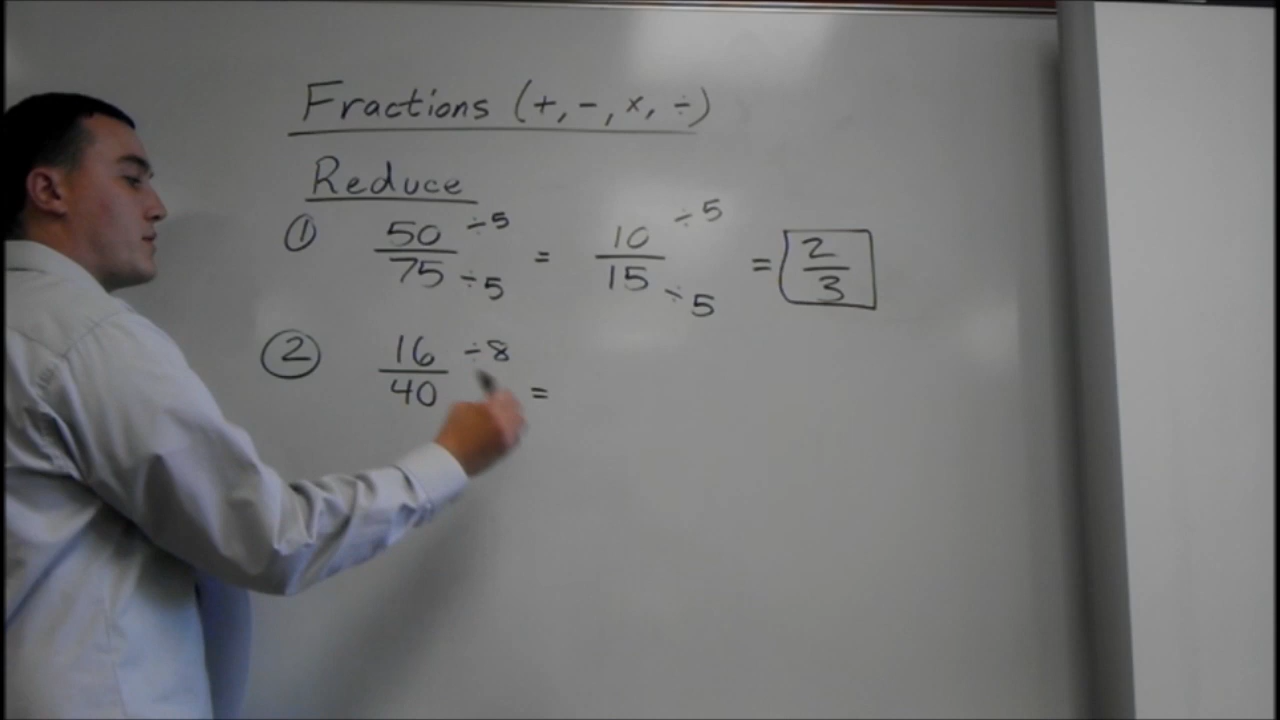 Fractions (+, -, x, ÷)
Reduce
① 50/75 ÷5 ÷5 = 10/15 ÷5 ÷5 = 2/3
② 16/40 ÷8 =